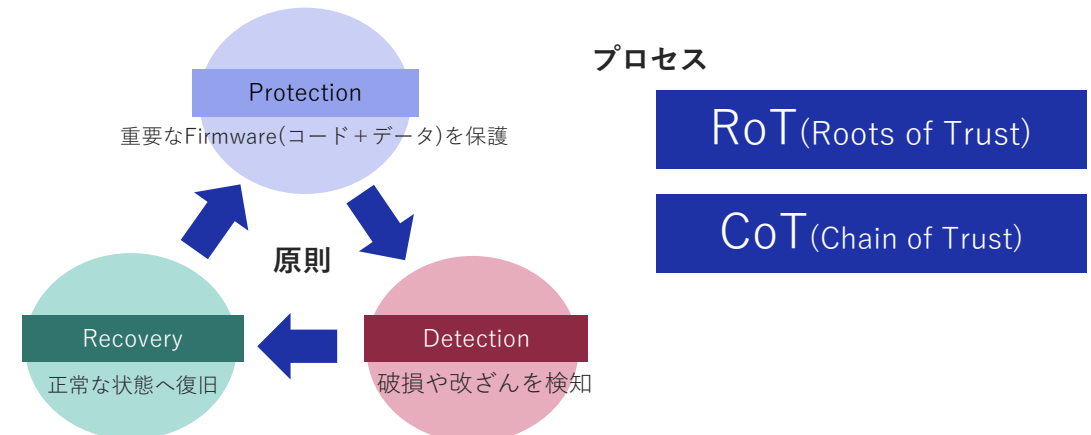 Protection
重要なFirmware(コード+データ)を保護
原則
Recovery
正常な状態へ復旧
Detection
破損や改ざんを検知
プロセス
RoT(Roots of Trust)
CoT(Chain of Trust)